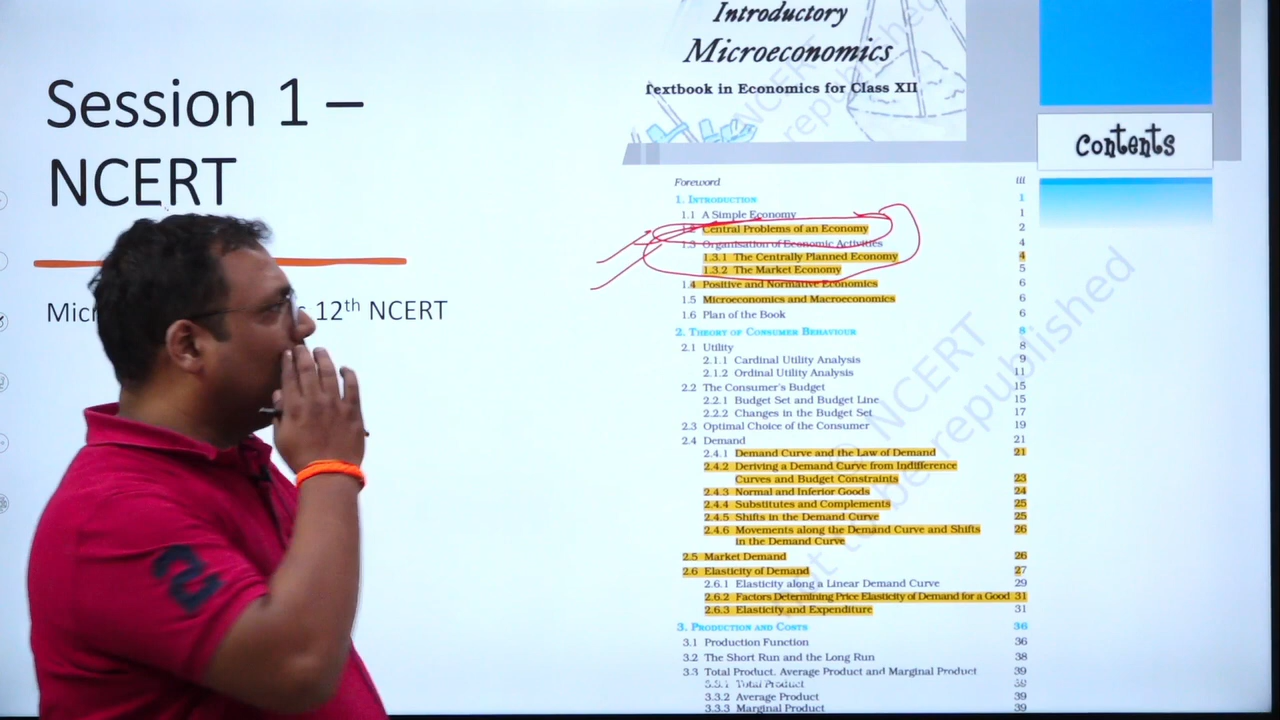 Session 1 –
NCERT
12th NCERT
Introductory
Microeconomics
Textbook in Economics for Class XII
Contents
Foreword iii
1. INTRODUCTION 1
1.1 A Simple Economy 1
1.2 Central Problems of an Economy 2
1.3 Organisation of Economic Activities 4
1.3.1 The Centrally Planned Economy 4
1.3.2 The Market Economy 5
1.4 Positive and Normative Economics 6
1.5 Microeconomics and Macroeconomics 6
1.6 Plan of the Book 6
2. THEORY OF CONSUMER BEHAVIOUR 8
2.1 Utility 8
2.1.1 Cardinal Utility Analysis 9
2.1.2 Ordinal Utility Analysis 11
2.2 The Consumer's Budget 15
2.2.1 Budget Set and Budget Line 15
2.2.2 Changes in the Budget Set 17
2.3 Optimal Choice of the Consumer 19
2.4 Demand 21
2.4.1 Demand Curve and the Law of Demand 21
2.4.2 Deriving a Demand Curve from Indifference
Curves and Budget Constraints 23
2.4.3 Normal and Inferior Goods 24
2.4.4 Substitutes and Complements 25
2.4.5 Shifts in the Demand Curve 25
2.4.6 Movements along the Demand Curve and Shifts 26
in the Demand Curve
2.5 Market Demand 26
2.6 Elasticity of Demand 27
2.6.1 Elasticity along a Linear Demand Curve 29
2.6.2 Factors Determining Price Elasticity of Demand for a Good 31
2.6.3 Elasticity and Expenditure 31
3. PRODUCTION AND COSTS 36
3.1 Production Function 36
3.2 The Short Run and the Long Run 38
3.3 Total Product, Average Product and Marginal Product 39
3.3.1 Total Product 39
3.3.2 Average Product 39
3.3.3 Marginal Product 39
NCERT
not to be republished